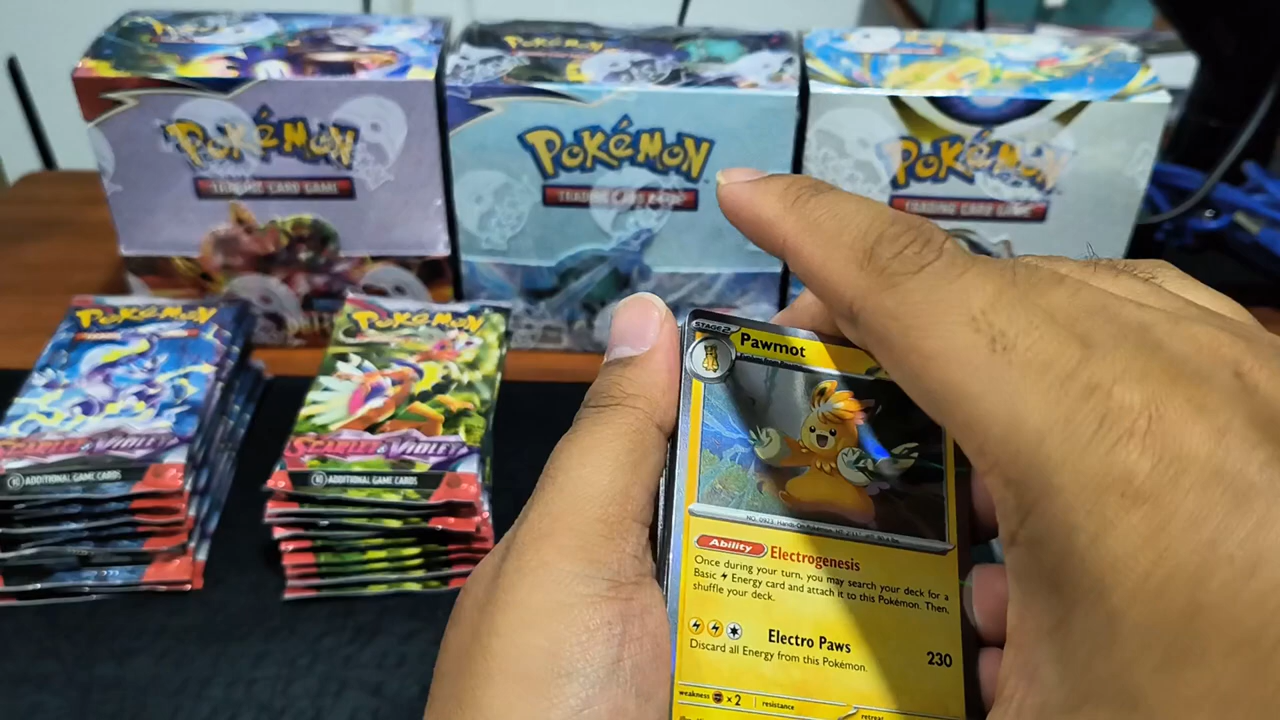 POKéMON
POKéMON
TRADING CARD GAME
POKéMON
TRADING CARD GAME
POKéMON
TRADING CARD GAME
POKéMON
SCARLET & VIOLET
10 ADDITIONAL GAME CARDS
POKéMON
SCARLET & VIOLET
10 ADDITIONAL GAME CARDS
STAGE 2
Pawmot
Ability Electrogenesis
Once during your turn, you may search your deck for a
Basic Energy card and attach it to this Pokémon. Then,
shuffle your deck.
Electro Paws 230
Discard all Energy from this Pokémon.
weakness ×2 resistance retreat